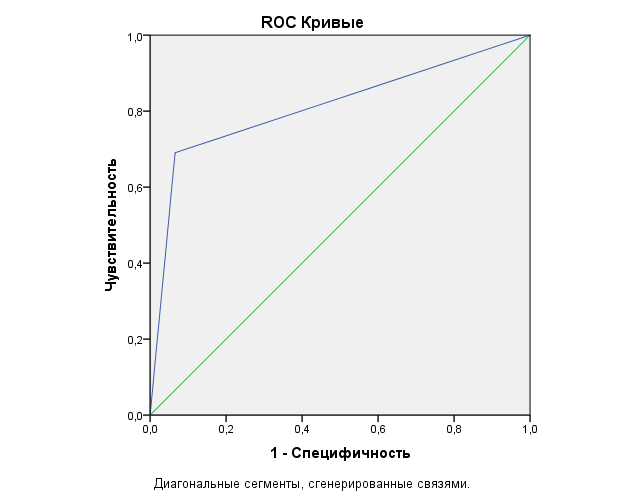 ROC Кривые
1,0
0,8
0,6
0,4
0,2
0,0
Чувствительность
0,0 0,2 0,4 0,6 0,8 1,0
1 - Специфичность
Диагональные сегменты, сгенерированные связями.